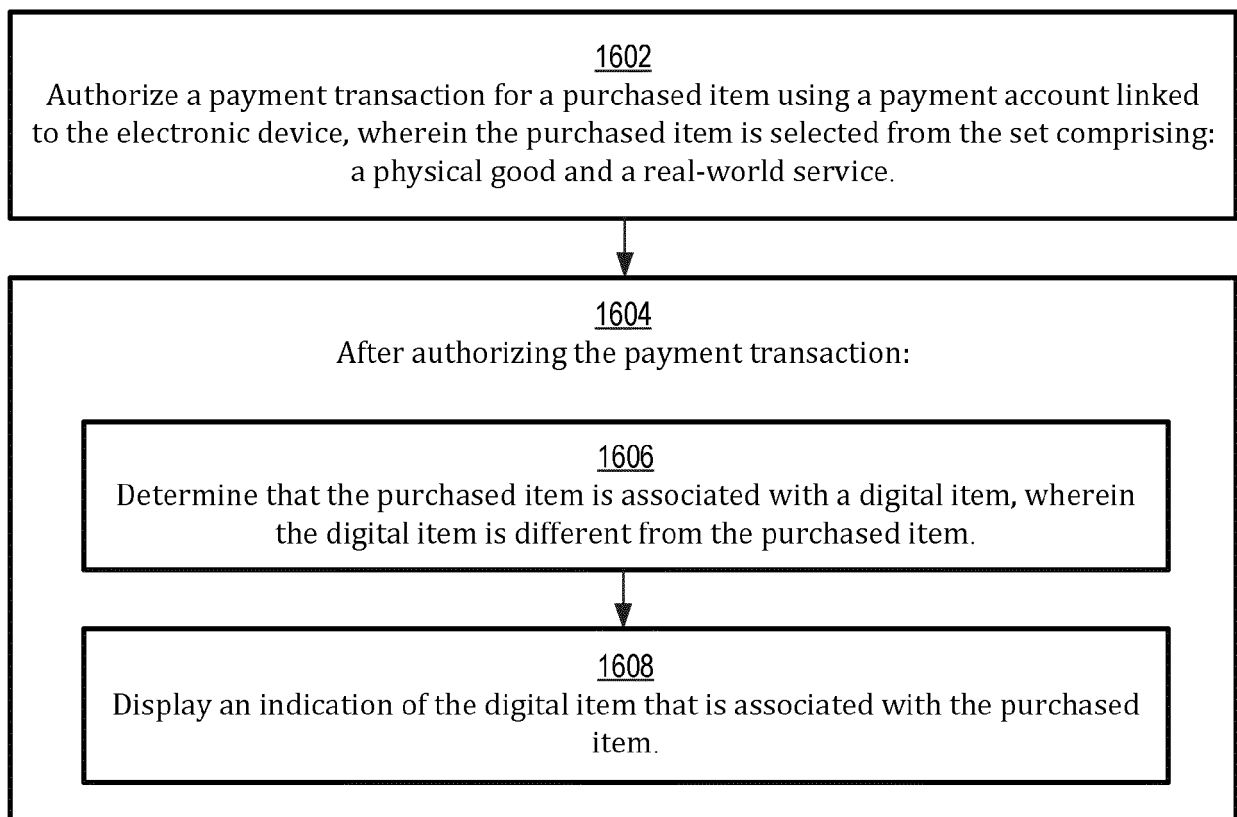 1602
Authorize a payment transaction for a purchased item using a payment account linked
to the electronic device, wherein the purchased item is selected from the set comprising:
a physical good and a real-world service.
1604
After authorizing the payment transaction:
1606
Determine that the purchased item is associated with a digital item, wherein
the digital item is different from the purchased item.
1608
Display an indication of the digital item that is associated with the purchased
item.